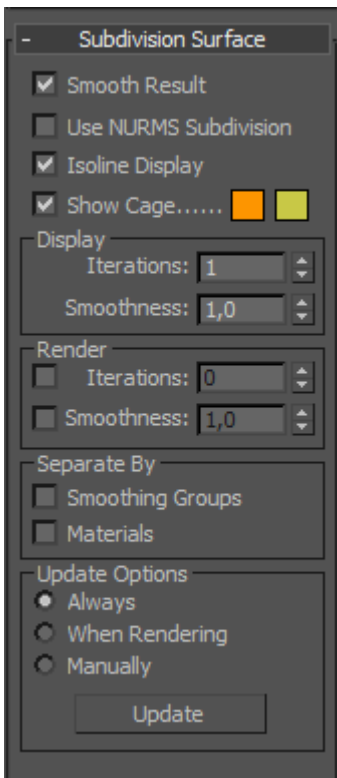 - Subdivision Surface
Smooth Result
Use NURMS Subdivision
Isoline Display
Show Cage......
Display
Iterations: 1
Smoothness: 1,0
Render
Iterations: 0
Smoothness: 1,0
Separate By
Smoothing Groups
Materials
Update Options
Always
When Rendering
Manually
Update